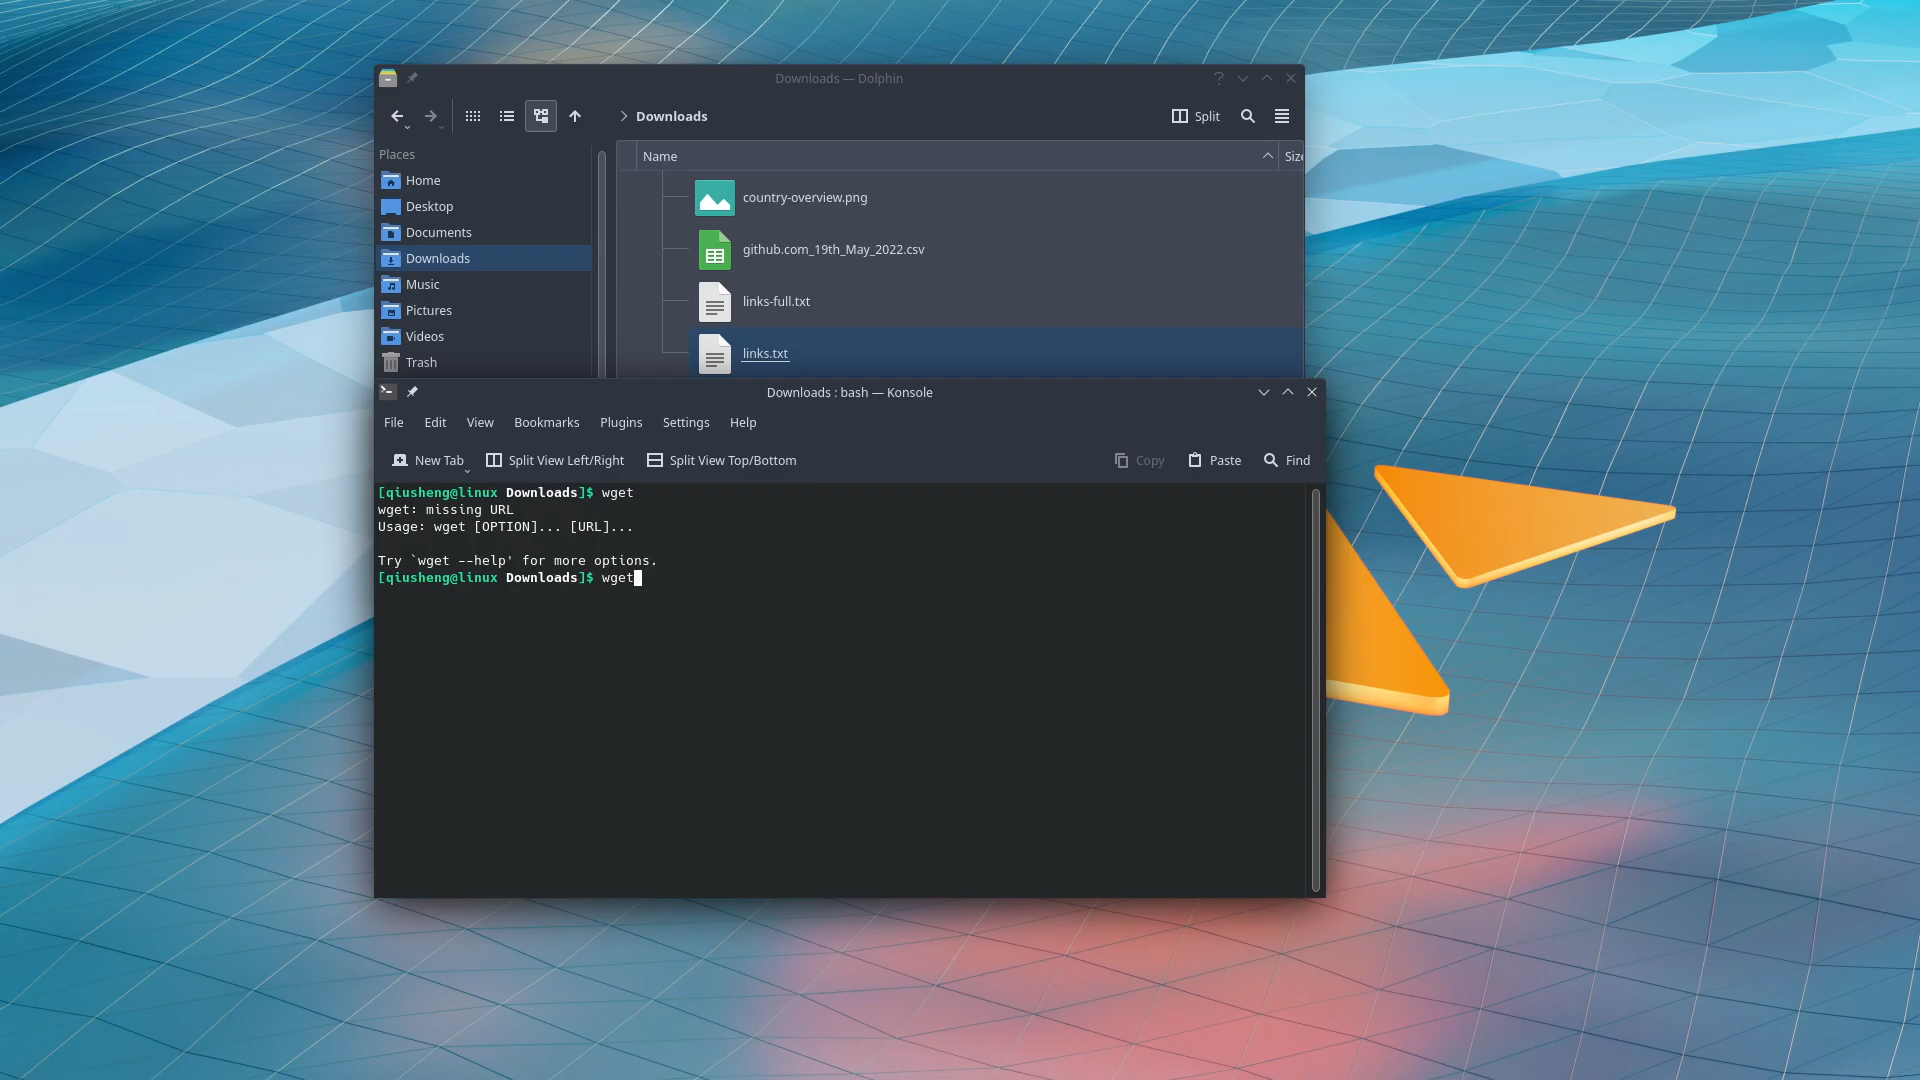 Downloads — Dolphin
Downloads
Split
Places
Home
Desktop
Documents
Downloads
Music
Pictures
Videos
Trash
Name
Size
country-overview.png
github.com_19th_May_2022.csv
links-full.txt
links.txt
Downloads : bash — Konsole
File Edit View Bookmarks Plugins Settings Help
New Tab Split View Left/Right Split View Top/Bottom Copy Paste Find
[qiusheng@linux Downloads]$ wget
wget: missing URL
Usage: wget [OPTION]... [URL]...
Try `wget --help' for more options.
[qiusheng@linux Downloads]$ wget